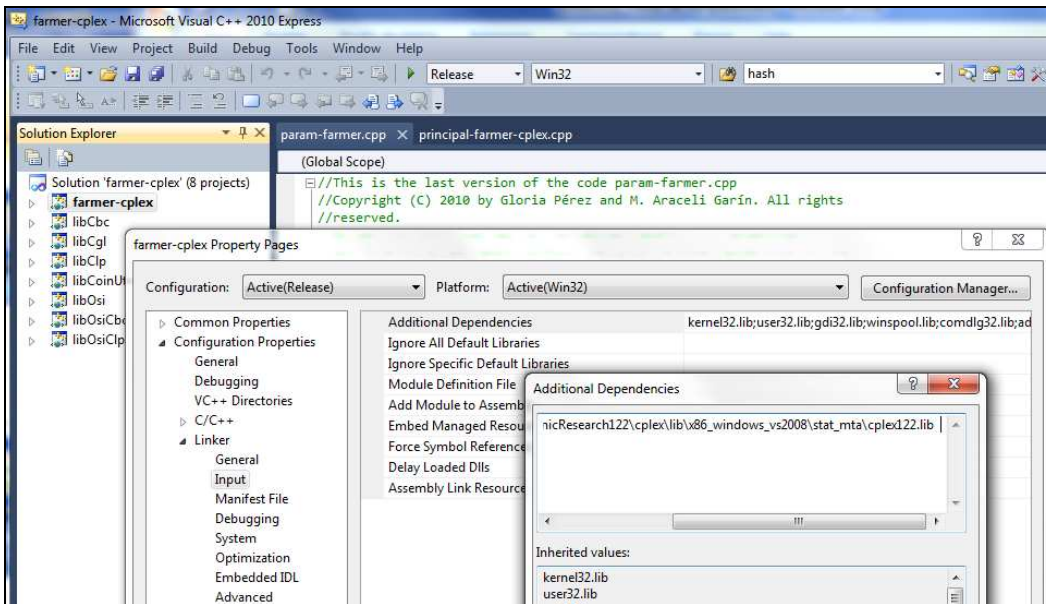 farmer-cplex - Microsoft Visual C++ 2010 Express
File Edit View Project Build Debug Tools Window Help
Release Win32 hash
Solution Explorer
param-farmer.cpp principal-farmer-cplex.cpp
(Global Scope)
Solution 'farmer-cplex' (8 projects)
farmer-cplex
libCbc
libCgl
libClp
libCoinUt
libOsi
libOsiCbc
libOsiClp
//This is the last version of the code param-farmer.cpp
//Copyright (C) 2010 by Gloria Pérez and M. Araceli Garín. All rights
//reserved.
farmer-cplex Property Pages
Configuration: Active(Release) Platform: Active(Win32) Configuration Manager...
Common Properties
Configuration Properties
General
Debugging
VC++ Directories
C/C++
Linker
General
Input
Manifest File
Debugging
System
Optimization
Embedded IDL
Advanced
Additional Dependencies kernel32.lib;user32.lib;gdi32.lib;winspool.lib;comdlg32.lib;ad
Ignore All Default Libraries
Ignore Specific Default Libraries
Module Definition File
Add Module to Assemb
Embed Managed Resou
Force Symbol Reference
Delay Loaded Dlls
Assembly Link Resource
Additional Dependencies
nicResearch122\cplex\lib\x86_windows_vs2008\stat_mta\cplex122.lib
Inherited values:
kernel32.lib
user32.lib